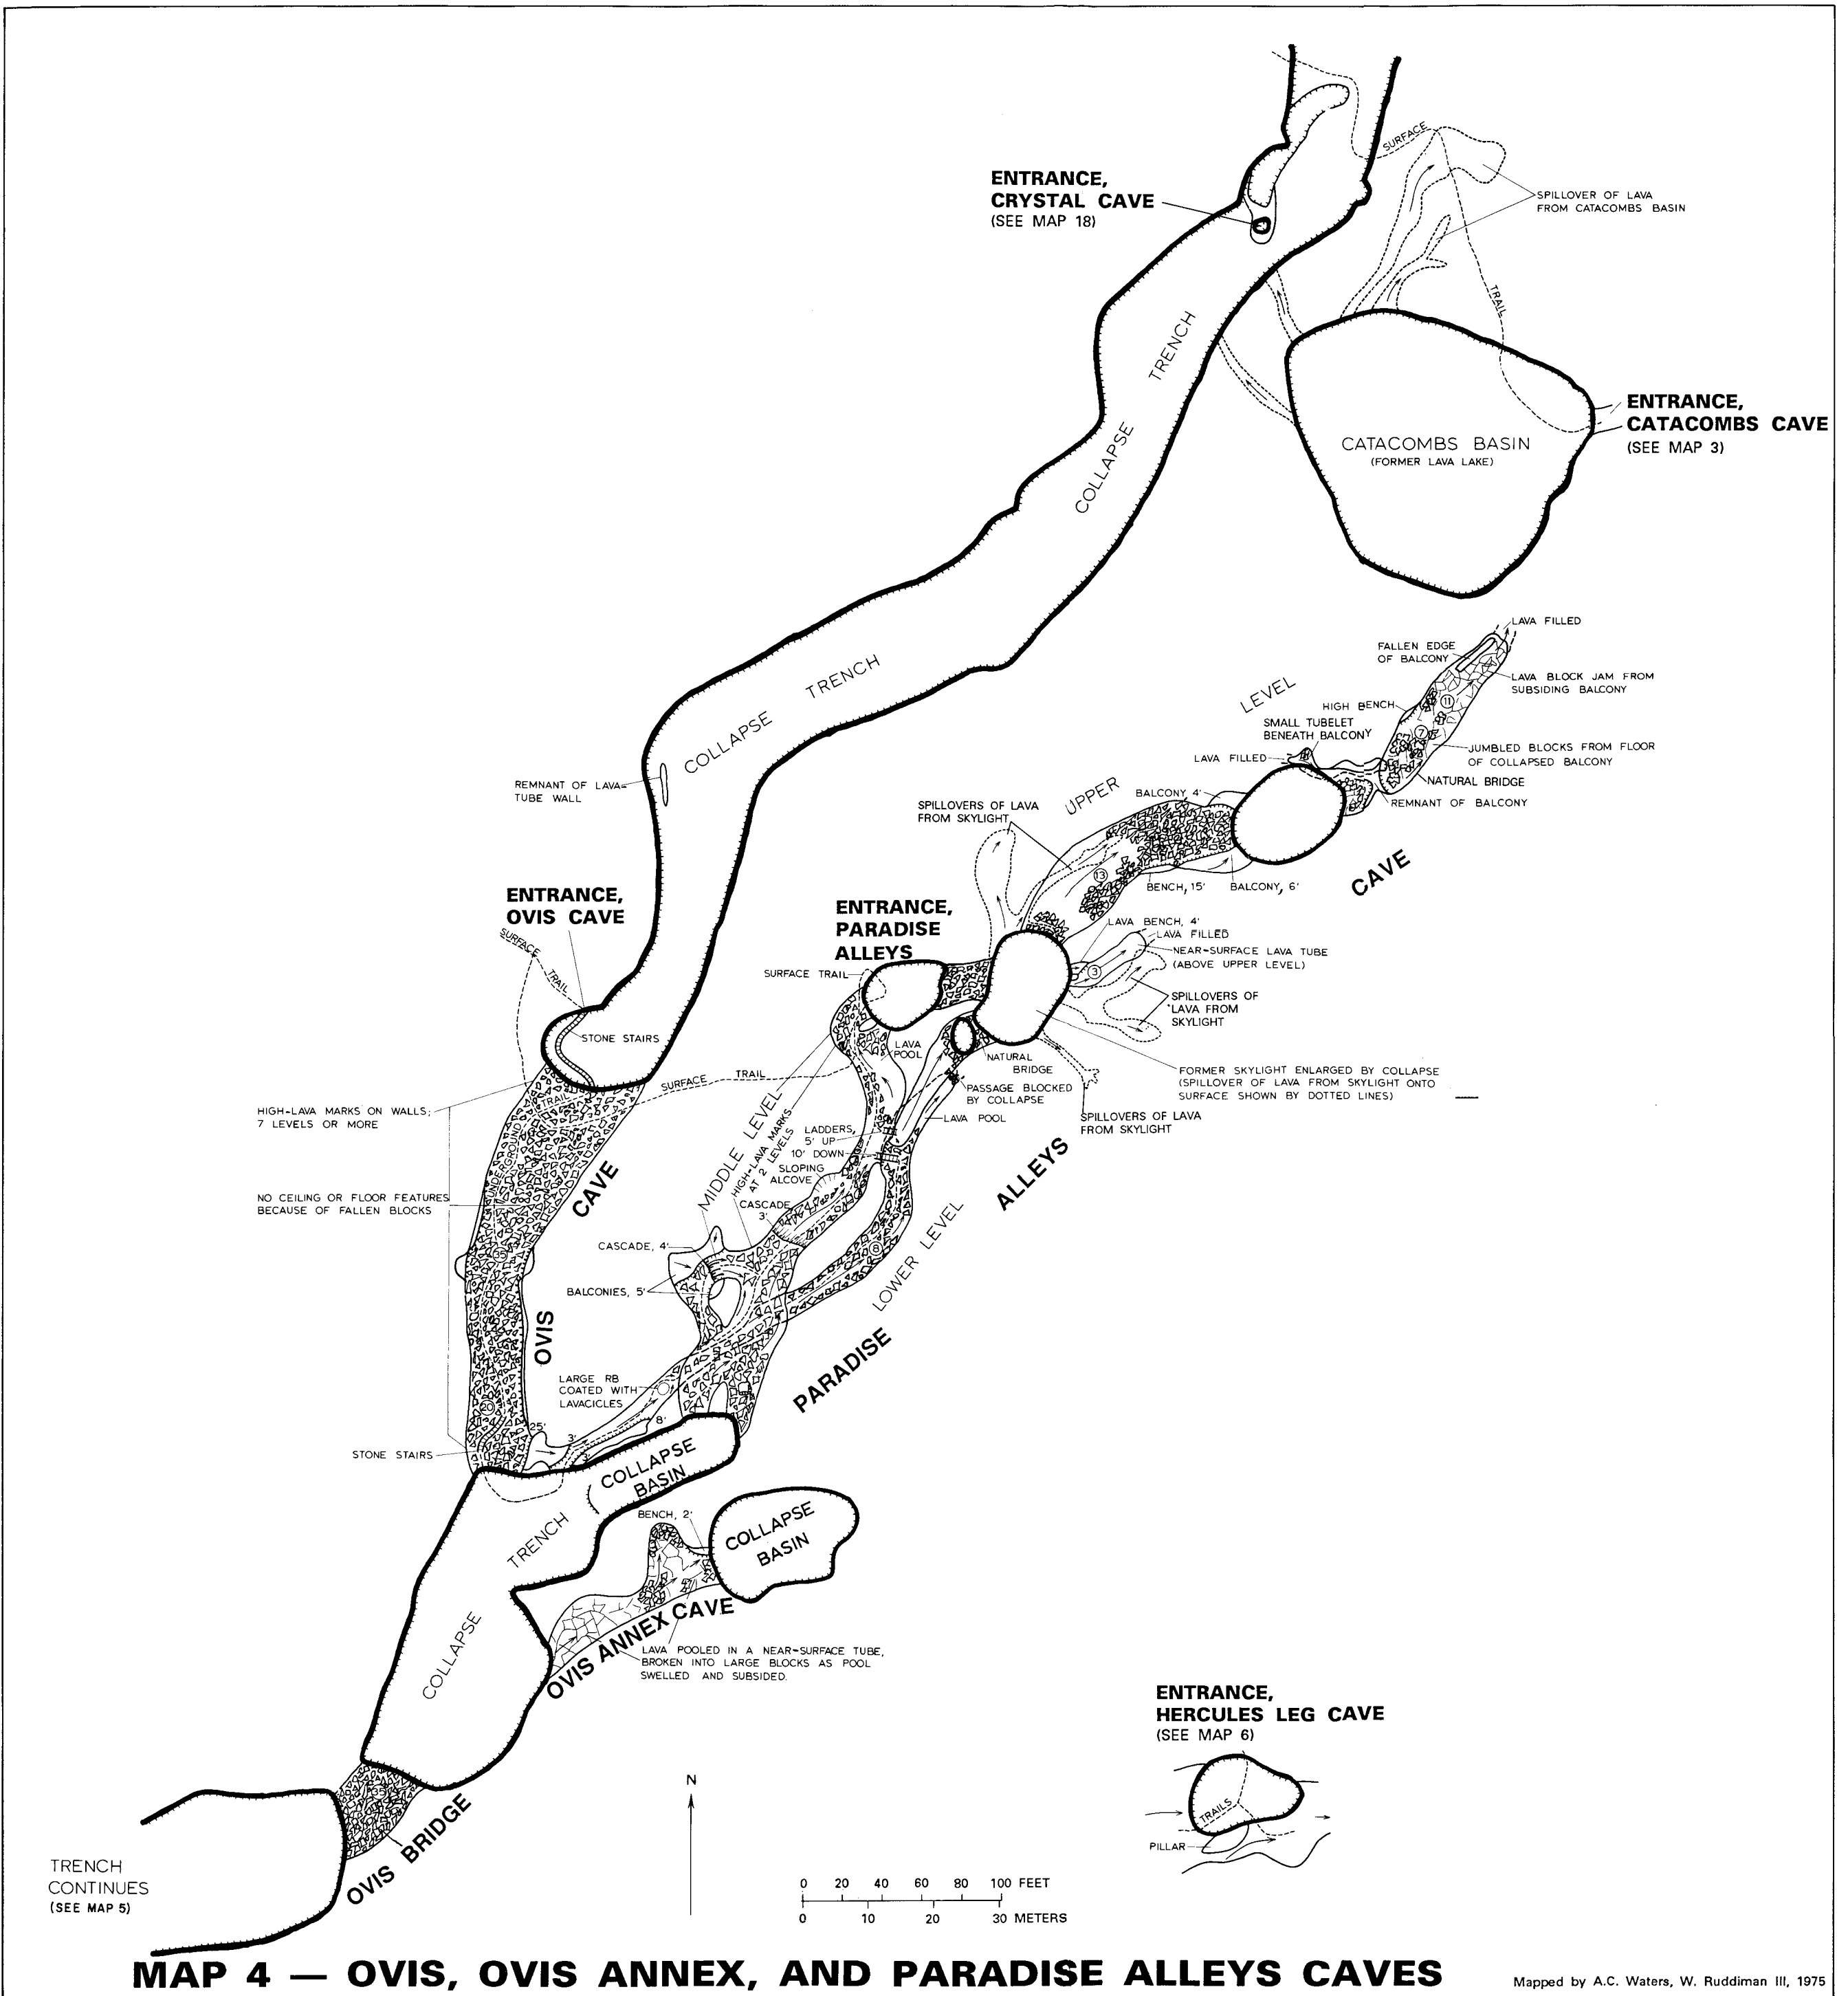 ENTRANCE,
CRYSTAL CAVE
(SEE MAP 18)
SURFACE
SPILLOVER OF LAVA
FROM CATACOMBS BASIN
TRAIL
TRENCH
COLLAPSE
ENTRANCE,
CATACOMBS CAVE
(SEE MAP 3)
CATACOMBS BASIN
(FORMER LAVA LAKE)
LAVA FILLED
FALLEN EDGE
OF BALCONY
LAVA BLOCK JAM FROM
SUBSIDING BALCONY
11
LEVEL
HIGH BENCH
SMALL TUBELET
BENEATH BALCONY
7
LAVA FILLED
JUMBLED BLOCKS FROM FLOOR
OF COLLAPSED BALCONY
NATURAL BRIDGE
REMNANT OF BALCONY
TRENCH
COLLAPSE
REMNANT OF LAVA
TUBE WALL
UPPER
BALCONY, 4'
SPILLOVERS OF LAVA
FROM SKYLIGHT
13
BENCH, 15'
BALCONY, 6'
CAVE
ENTRANCE,
OVIS CAVE
SURFACE
TRAIL
STONE STAIRS
ENTRANCE,
PARADISE
ALLEYS
SURFACE TRAIL
LAVA BENCH, 4'
LAVA FILLED
NEAR-SURFACE LAVA TUBE
(ABOVE UPPER LEVEL)
3
SPILLOVERS OF
LAVA FROM
SKYLIGHT
LAVA
POOL
NATURAL
BRIDGE
PASSAGE BLOCKED
BY COLLAPSE
FORMER SKYLIGHT ENLARGED BY COLLAPSE
(SPILLOVER OF LAVA FROM SKYLIGHT ONTO
SURFACE SHOWN BY DOTTED LINES)
LAVA POOL
SPILLOVERS OF LAVA
FROM SKYLIGHT
SURFACE TRAIL
HIGH-LAVA MARKS ON WALLS;
7 LEVELS OR MORE
UNDERGROUND
TRAIL
MIDDLE LEVEL
HIGH-LAVA MARKS
AT 2 LEVELS
LADDERS,
5' UP
10' DOWN
SLOPING
ALCOVE
CASCADE
3'
NO CEILING OR FLOOR FEATURES
BECAUSE OF FALLEN BLOCKS
CAVE
35
CASCADE, 4'
BALCONIES, 5'
8
LOWER LEVEL
ALLEYS
OVIS
PARADISE
LARGE RB
COATED WITH
LAVACICLES
20
25'
3'
8'
3'
STONE STAIRS
COLLAPSE
BASIN
TRENCH
BENCH, 2'
COLLAPSE
BASIN
COLLAPSE
OVIS ANNEX CAVE
LAVA POOLED IN A NEAR-SURFACE TUBE,
BROKEN INTO LARGE BLOCKS AS POOL
SWELLED AND SUBSIDED.
35
OVIS BRIDGE
TRENCH
CONTINUES
(SEE MAP 5)
N
ENTRANCE,
HERCULES LEG CAVE
(SEE MAP 6)
TRAILS
PILLAR
0 20 40 60 80 100 FEET
0 10 20 30 METERS
MAP 4 — OVIS, OVIS ANNEX, AND PARADISE ALLEYS CAVES
Mapped by A.C. Waters, W. Ruddiman III, 1975